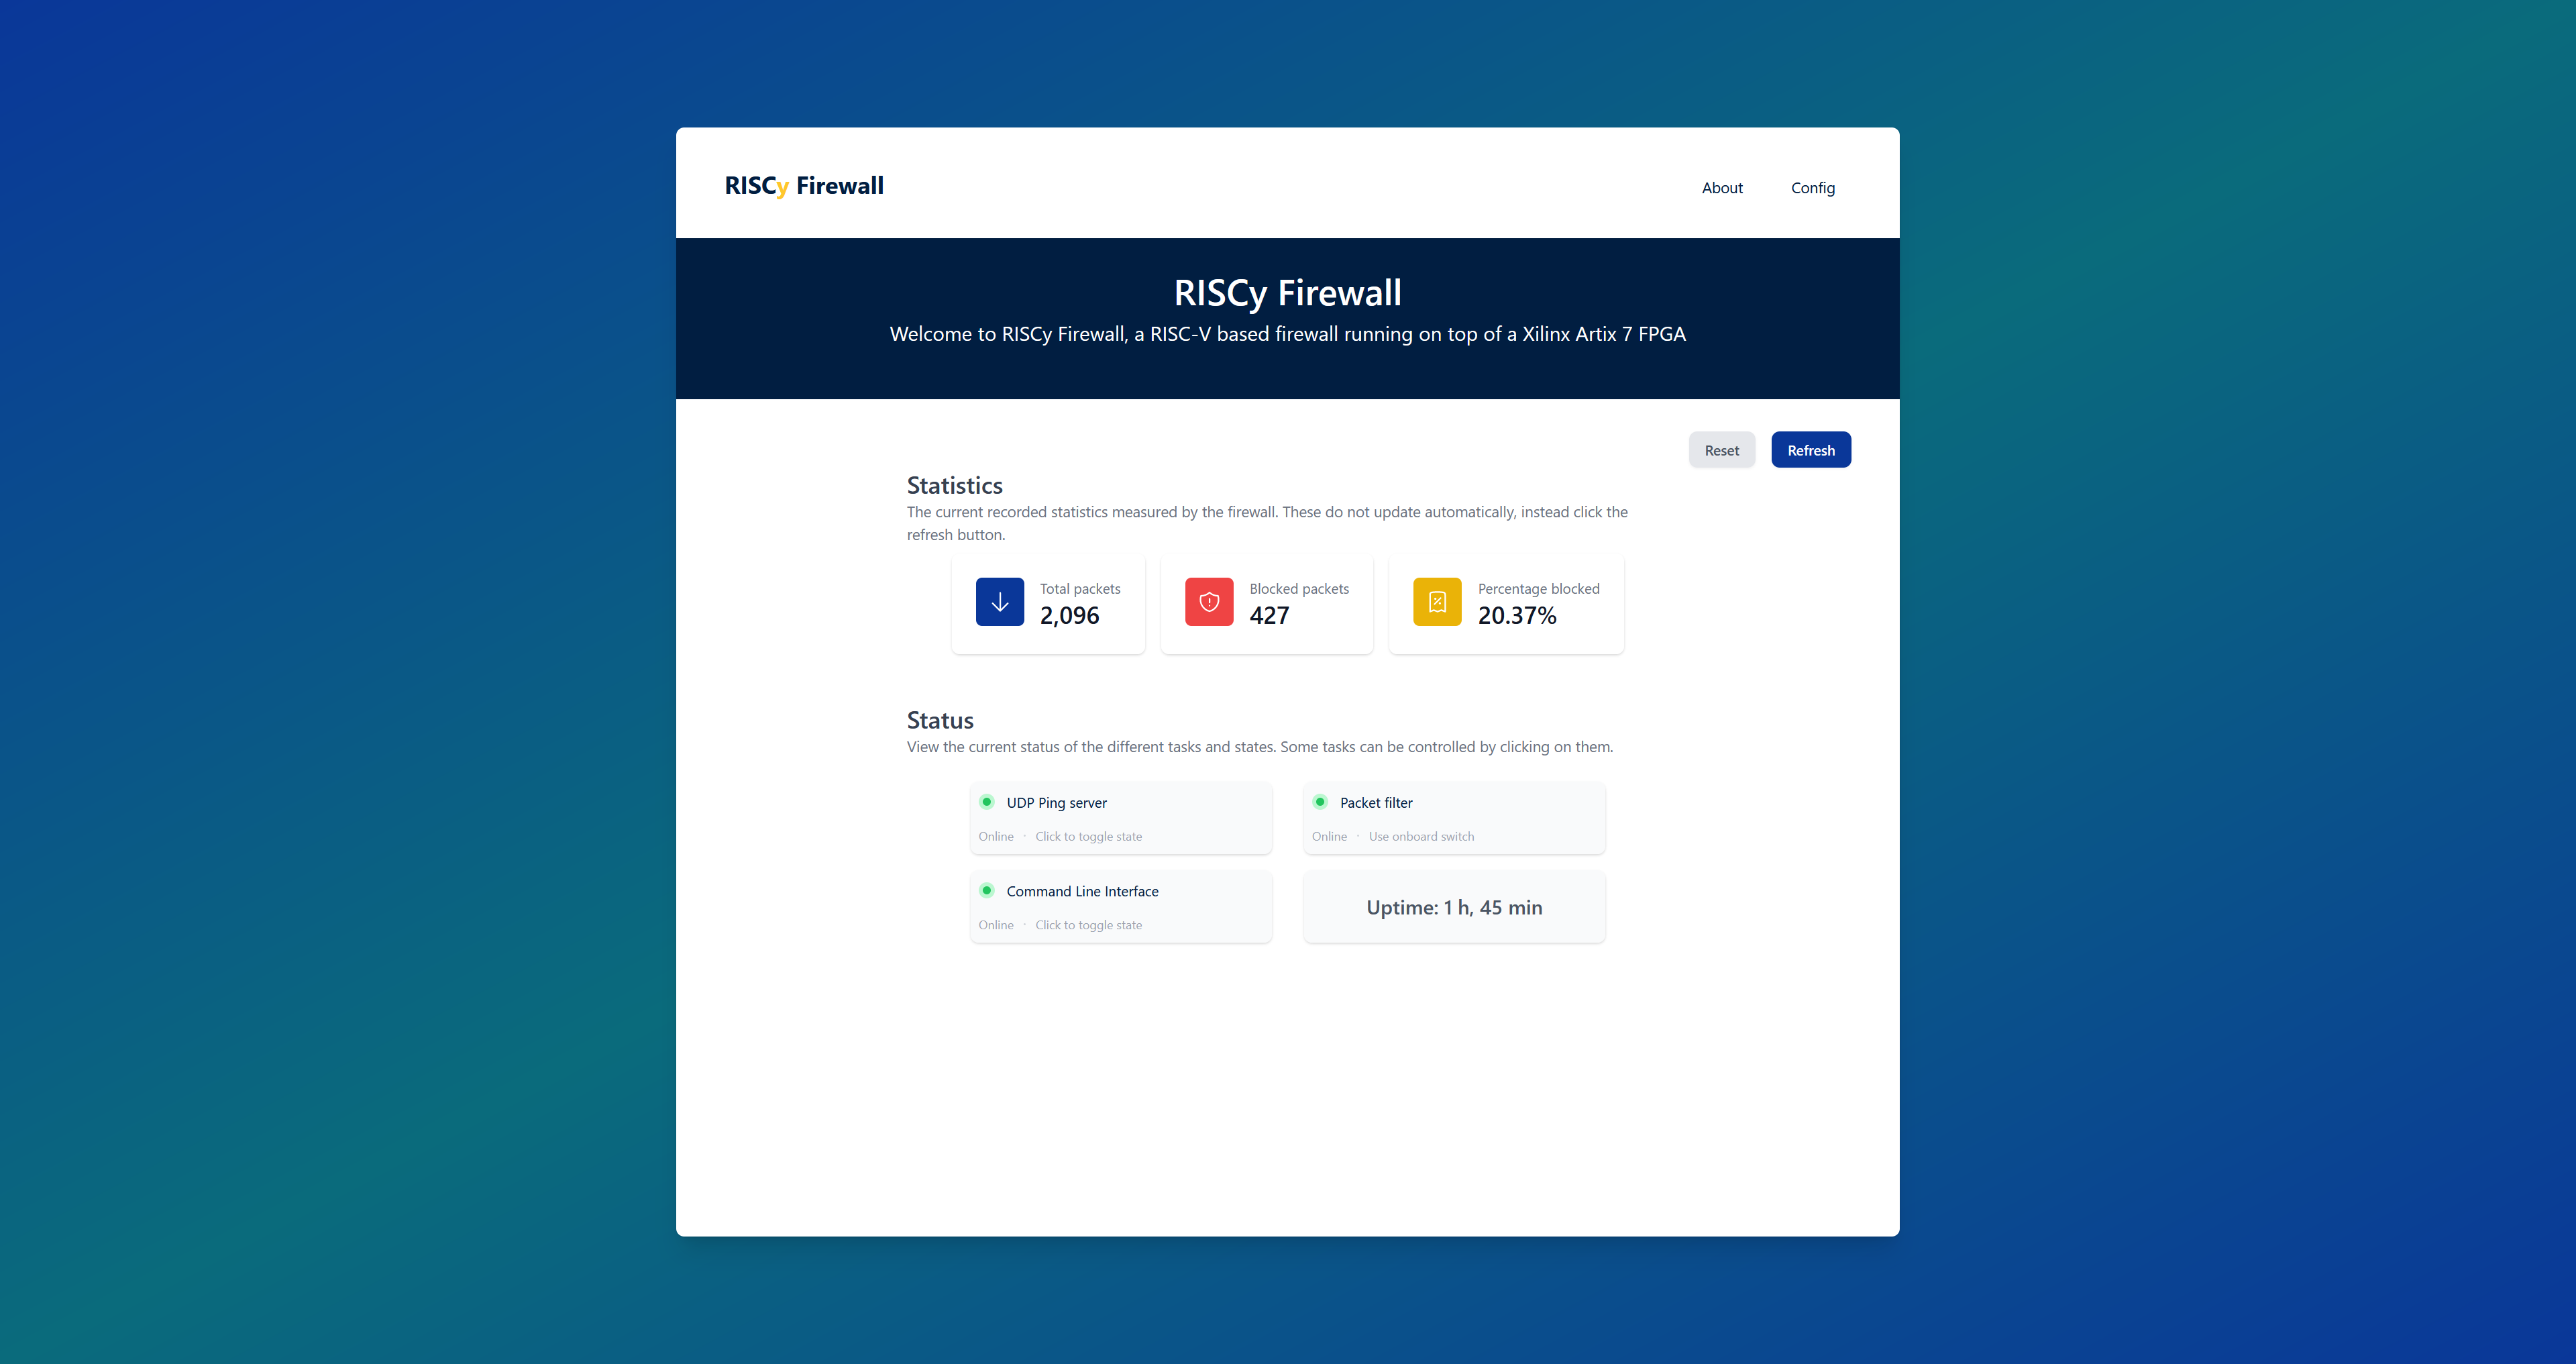 RISCy Firewall
About
Config
RISCy Firewall
Welcome to RISCy Firewall, a RISC-V based firewall running on top of a Xilinx Artix 7 FPGA
Reset
Refresh
Statistics
The current recorded statistics measured by the firewall. These do not update automatically, instead click the
refresh button.
Total packets
2,096
Blocked packets
427
Percentage blocked
20.37%
Status
View the current status of the different tasks and states. Some tasks can be controlled by clicking on them.
UDP Ping server
Online · Click to toggle state
Packet filter
Online · Use onboard switch
Command Line Interface
Online · Click to toggle state
Uptime: 1 h, 45 min